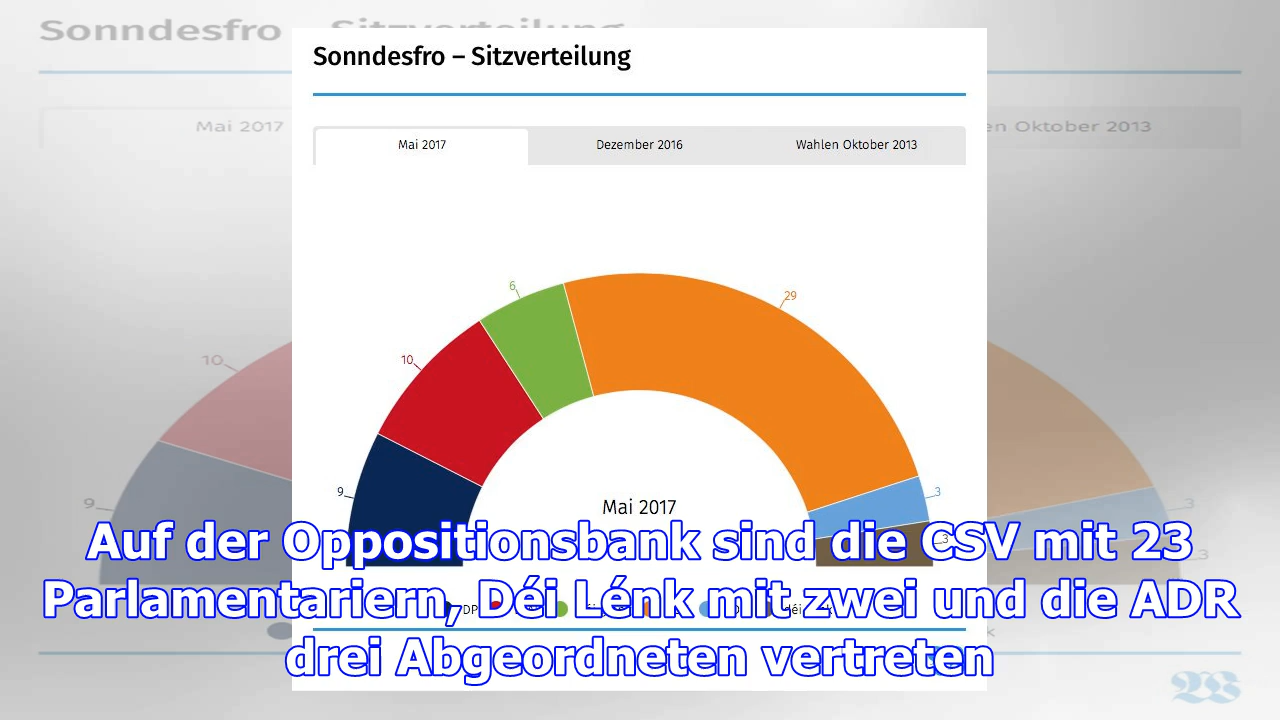 Sonndesfro – Sitzverteilung
Mai 2017
Dezember 2016
Wahlen Oktober 2013
6
29
10
9
3
3
Mai 2017
Auf der Oppositionsbank sind die CSV mit 23
Parlamentariern, Déi Lénk mit zwei und die ADR
drei Abgeordneten vertreten